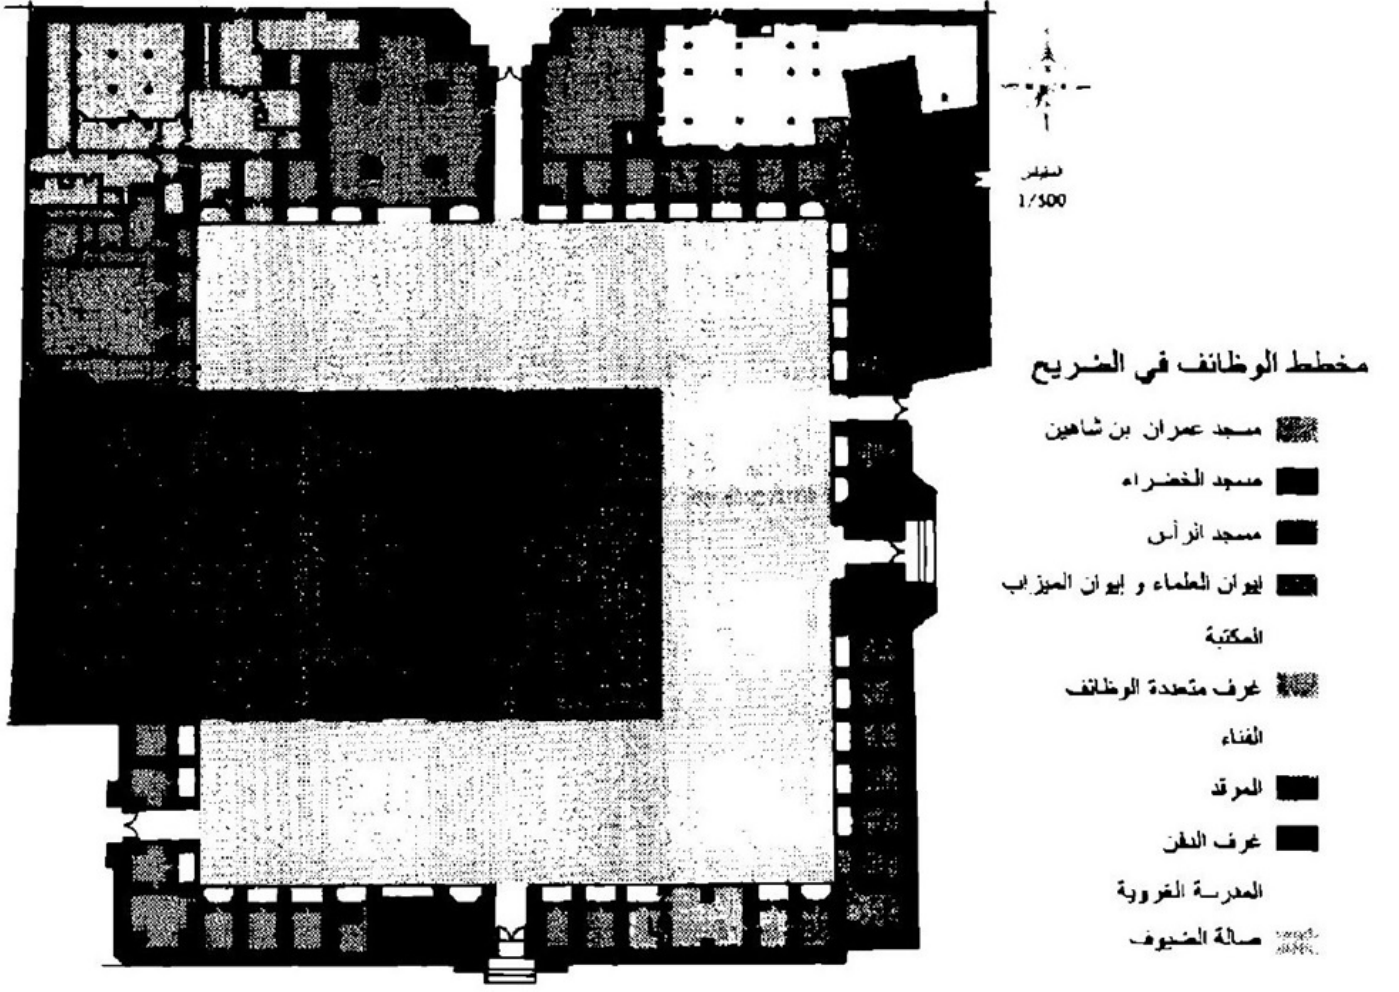 المقياس
1/500
مخطط الوظائف في الضريح
مسجد عمران بن شاهين
مسجد الخضراء
مسجد الرأس
إيوان العلماء و إيوان الميزاب
المكتبة
غرف متعددة الوظائف
الفناء
المرقد
غرف الدفن
المدرسة الغروية
صالة الضيوف